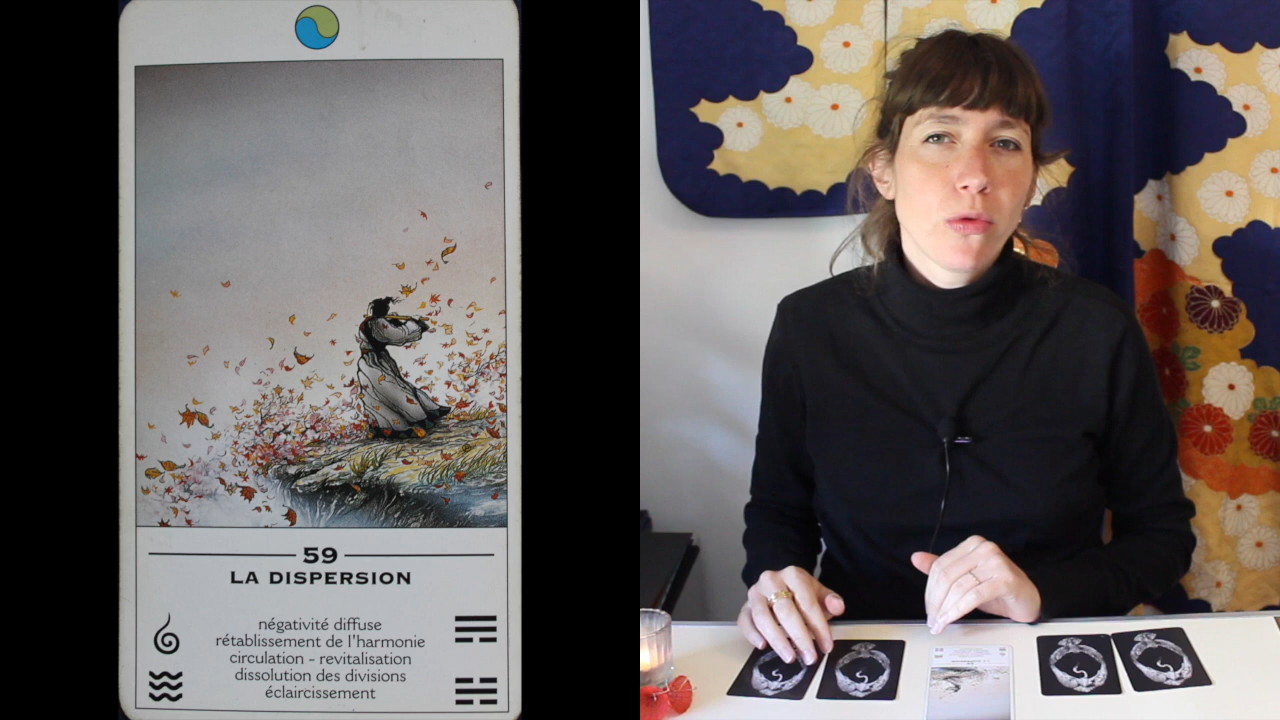 59
LA DISPERSION
négativité diffuse
rétablissement de l'harmonie
circulation - revitalisation
dissolution des divisions
éclaircissement